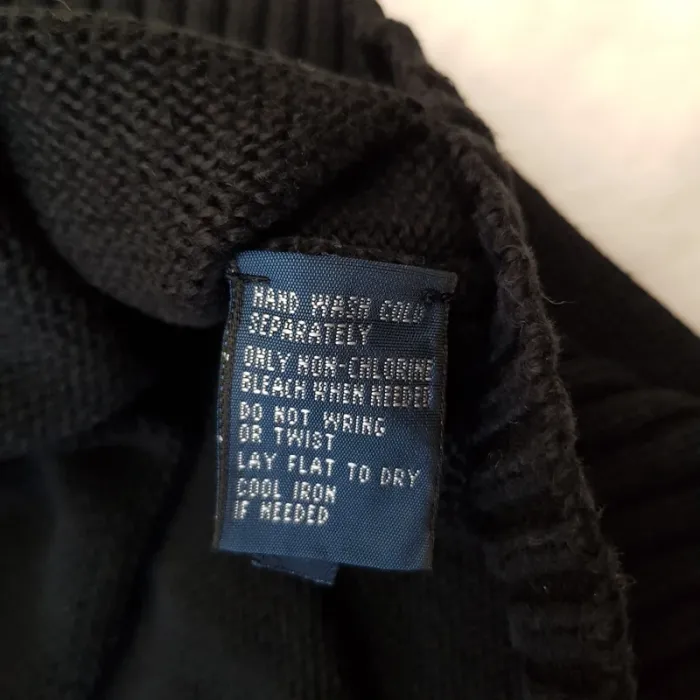 HAND WASH COLD
SEPARATELY
ONLY NON-CHLORINE
BLEACH WHEN NEEDED
DO NOT WRING
OR TWIST
LAY FLAT TO DRY
COOL IRON
IF NEEDED